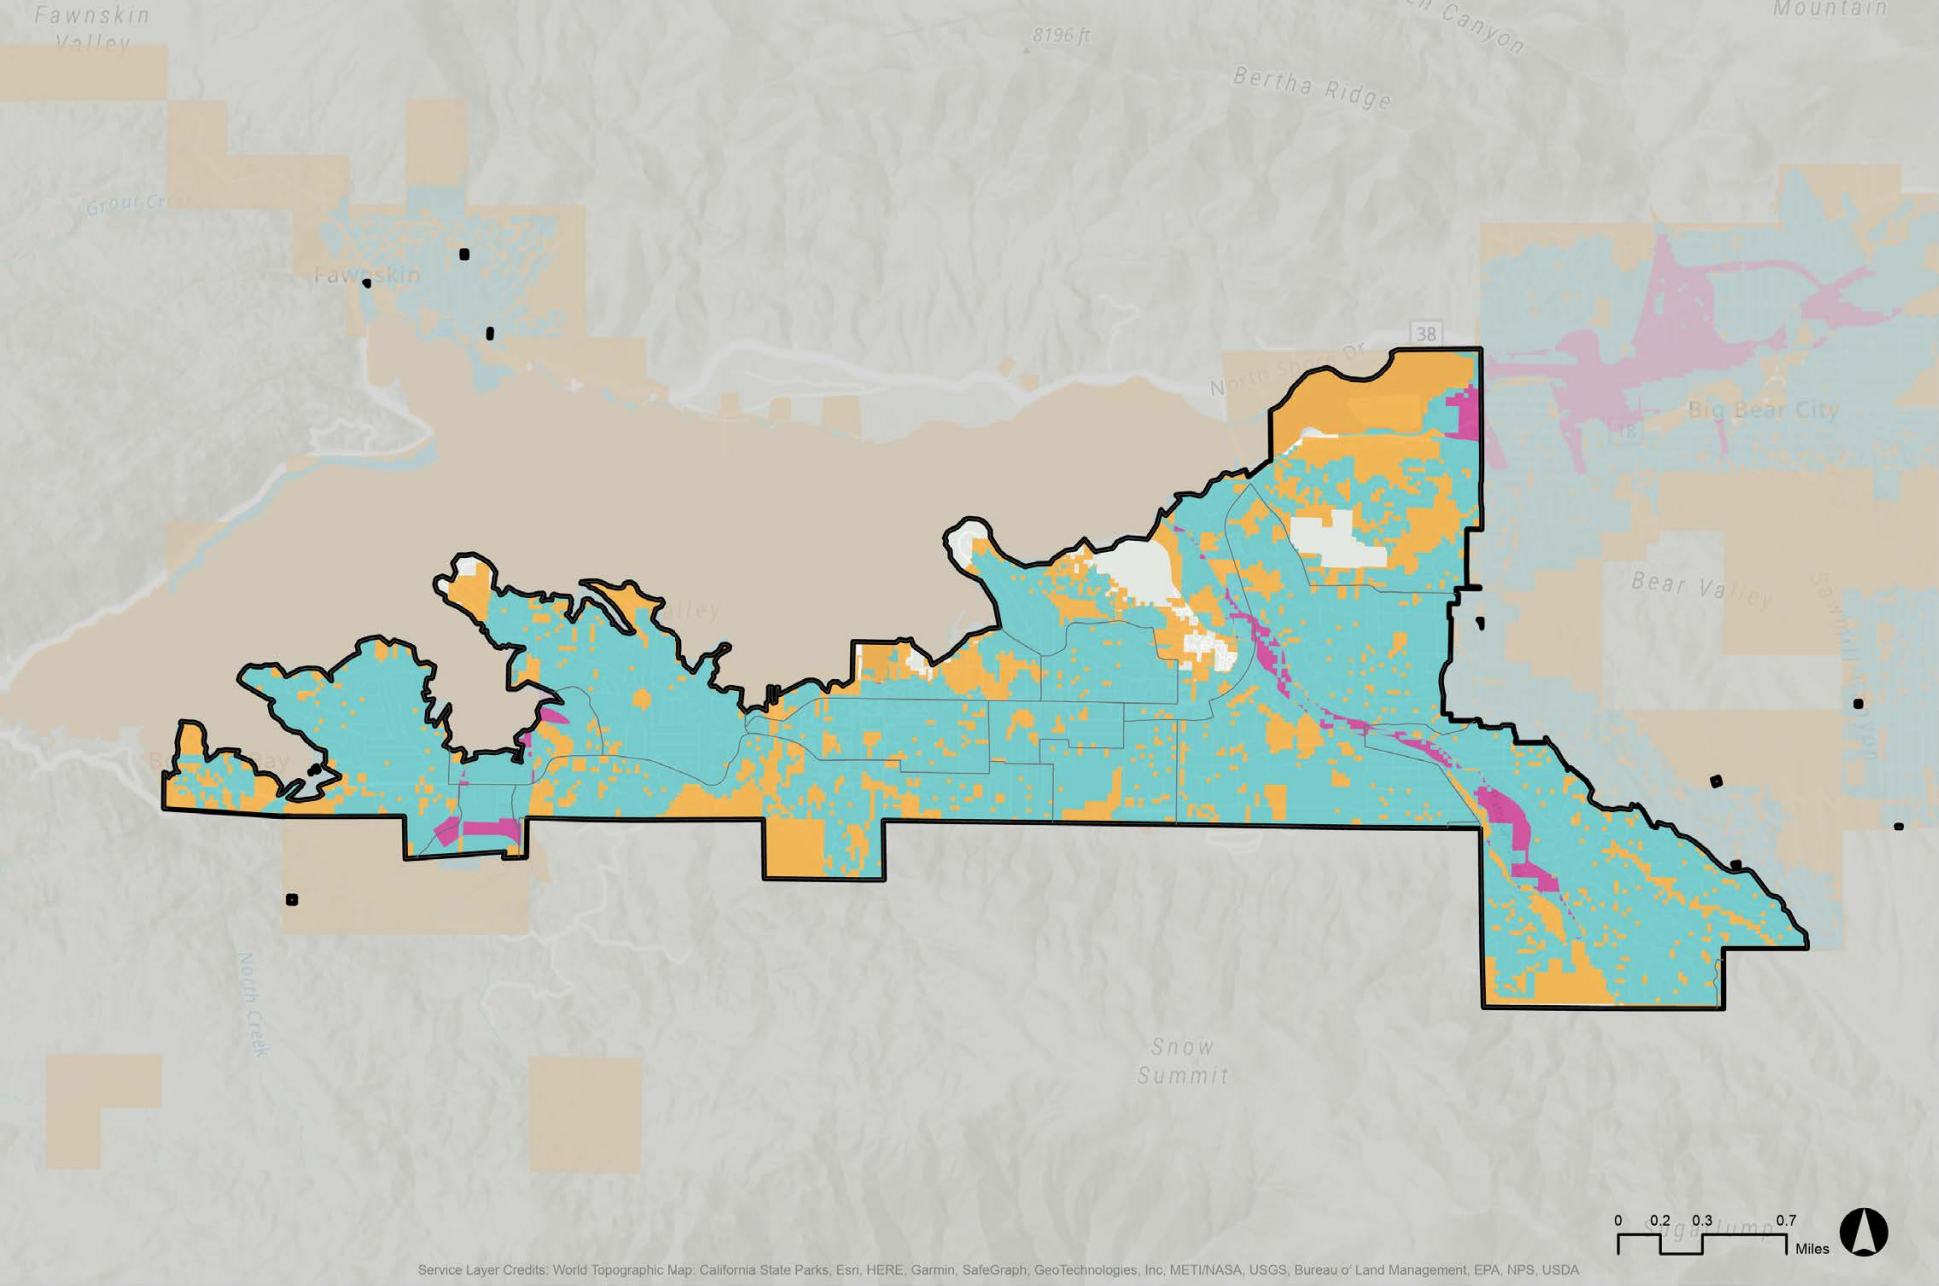 Fawnskin
Valley
8196 ft
Canyon
Mountain
Bertha Ridge
Grout
Fawnskin
38
North Shore Dr
Big Bear City
18
Bear Valley
alley
North Creek
Snow
Summit
0 0.2 0.3 0.7
Sugarlump
Miles
Service Layer Credits: World Topographic Map: California State Parks, Esri, HERE, Garmin, SafeGraph, GeoTechnologies, Inc, METI/NASA, USGS, Bureau o' Land Management, EPA, NPS, USDA